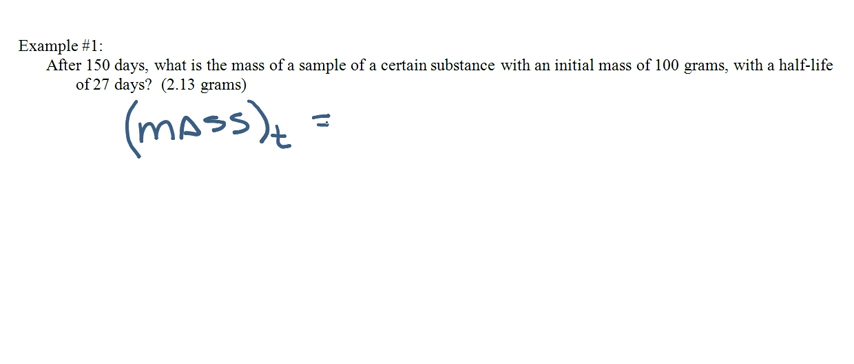 Example #1:
After 150 days, what is the mass of a sample of a certain substance with an initial mass of 100 grams, with a half-life
of 27 days? (2.13 grams)
(MASS)t =